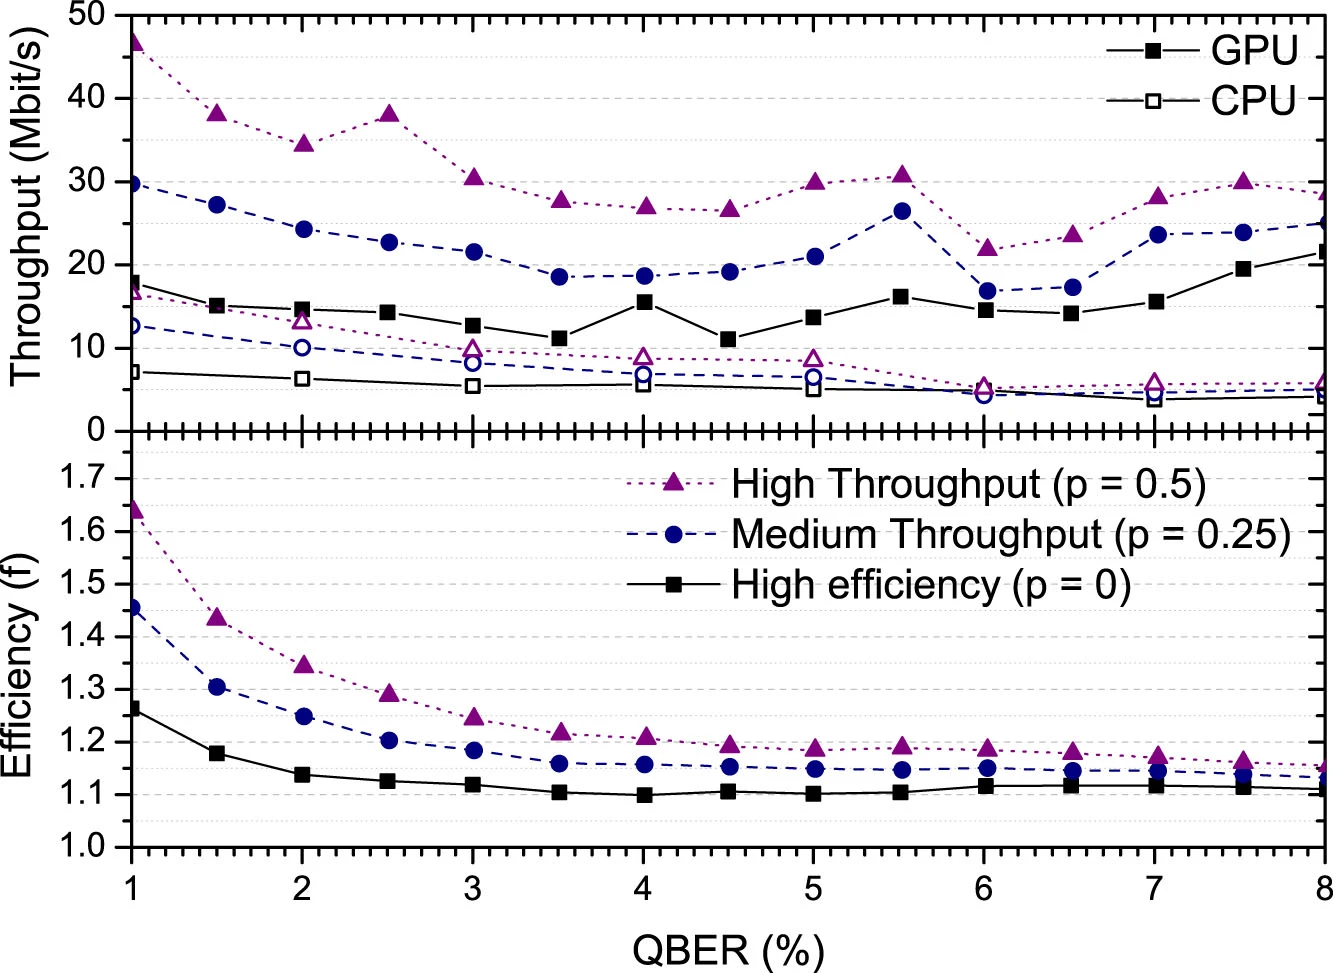 50
40
30
20
10
0
Throughput (Mbit/s)
GPU
CPU
1.7
1.6
1.5
1.4
1.3
1.2
1.1
1.0
Efficiency (f)
High Throughput (p = 0.5)
Medium Throughput (p = 0.25)
High efficiency (p = 0)
1 2 3 4 5 6 7 8
QBER (%)